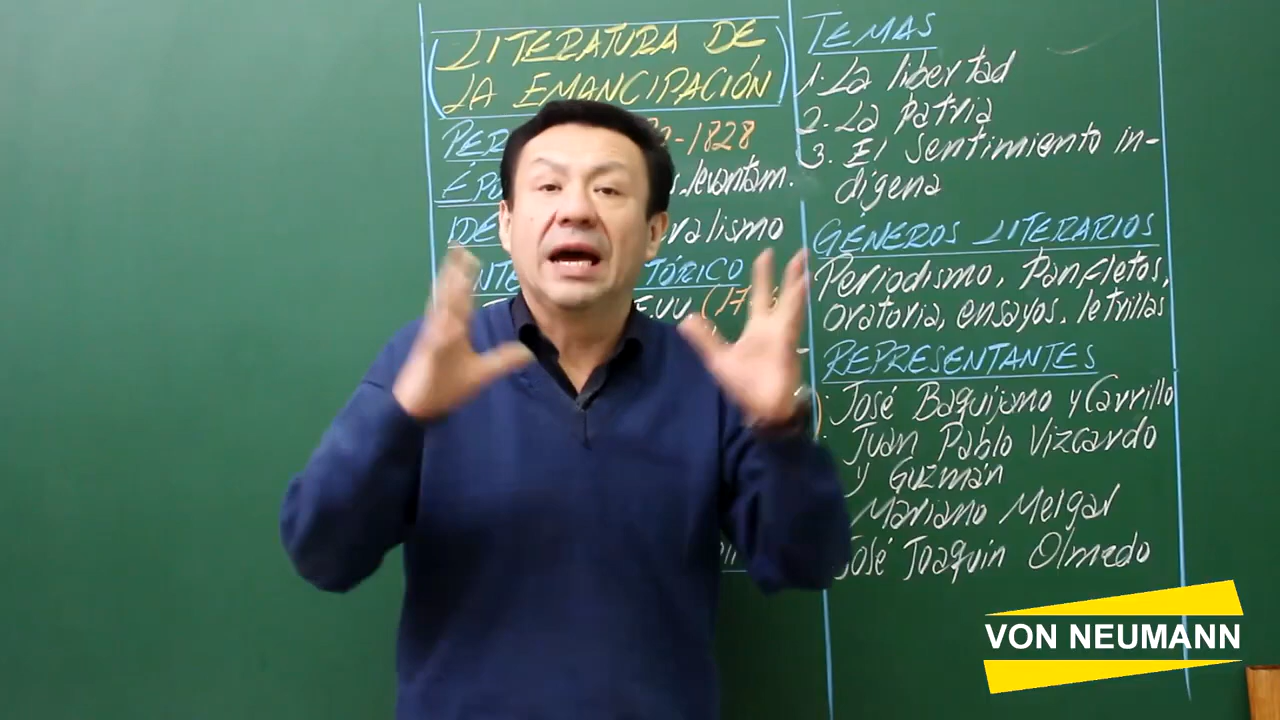 LITERATURA DE
LA EMANCIPACIÓN
-1828
levantam.
TÓRICO
TEMAS
1. La libertad
2. La patria
3. El sentimiento in-
dígena
GÉNEROS LITERARIOS
Periodismo, Panfletos,
oratoria, ensayos, letrillas
REPRESENTANTES
José Baquíjano y Carrillo
Juan Pablo Vizcardo
y Guzmán
Mariano Melgar
José Joaquín Olmedo
VON NEUMANN